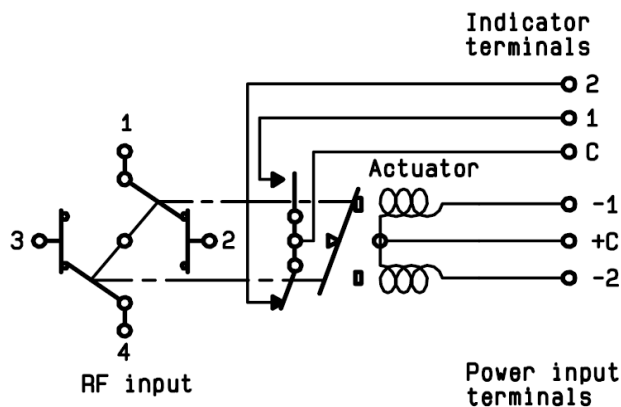 Indicator
terminals
2
1
C
1
Actuator
-1
3
2
+C
-2
4
RF input
Power input
terminals